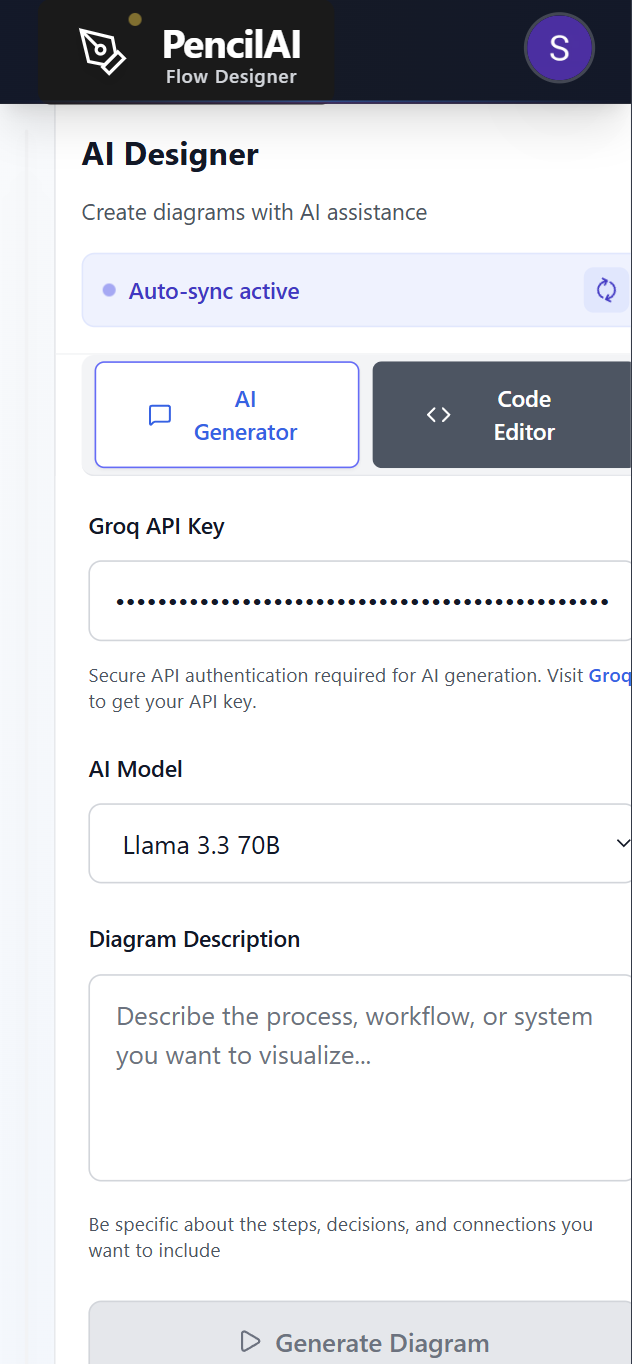 PencilAI
Flow Designer
S
AI Designer
Create diagrams with AI assistance
Auto-sync active
AI
Generator
Code
Editor
Groq API Key
••••••••••••••••••••••••••••••••••••••••••••••••
Secure API authentication required for AI generation. Visit Groq
to get your API key.
AI Model
Llama 3.3 70B
Diagram Description
Describe the process, workflow, or system
you want to visualize...
Be specific about the steps, decisions, and connections you
want to include
Generate Diagram